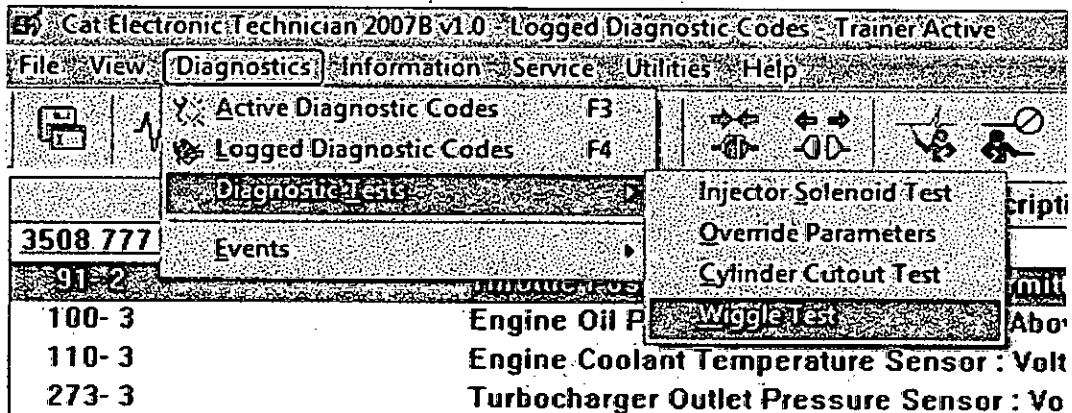 Cat Electronic Technician 2007B v1.0 - Logged Diagnostic Codes - Trainer Active
File View Diagnostics Information Service Utilities Help
Active Diagnostic Codes F3
Logged Diagnostic Codes F4
Diagnostic Tests
Events
Injector Solenoid Test
Override Parameters
Cylinder Cutout Test
Wiggle Test
cripti
3508 777
91-2
mitt
100- 3 Engine Oil P Abo
110- 3 Engine Coolant Temperature Sensor : Volt
273- 3 Turbocharger Outlet Pressure Sensor : Vo